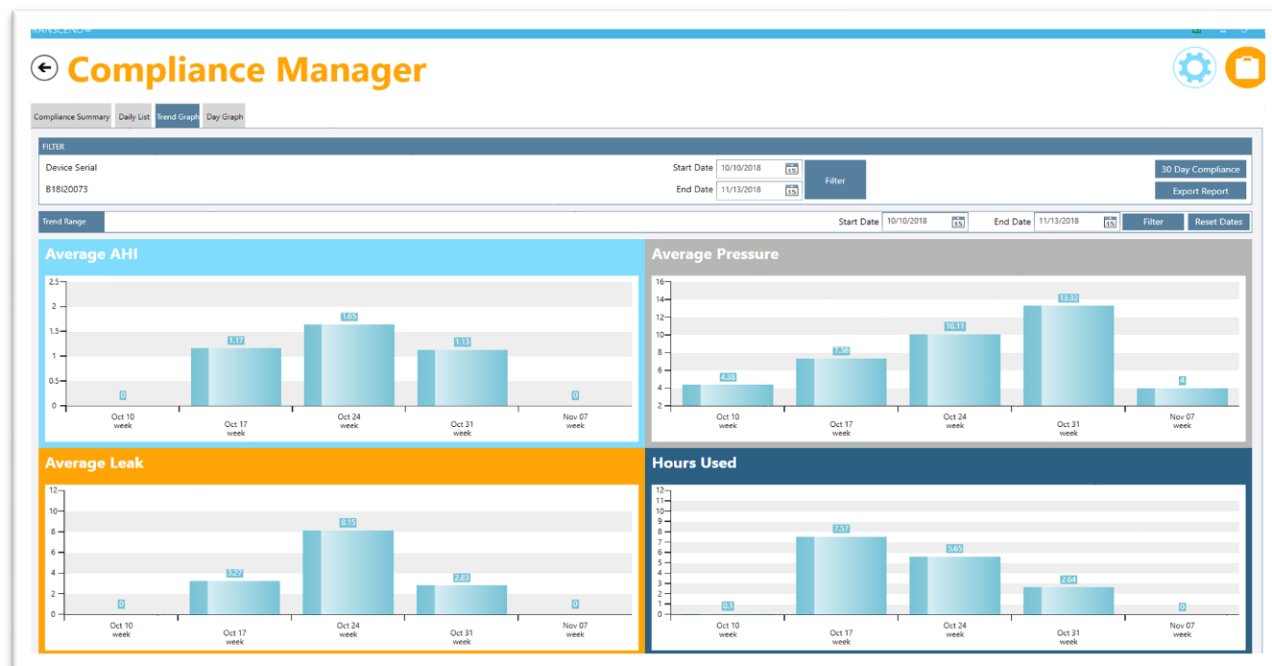 Compliance Manager
Compliance Summary Daily List Trend Graph Day Graph
FILTER
Device Serial
B18I20073
Start Date 10/10/2018 15
End Date 11/13/2018 15
Filter
30 Day Compliance
Export Report
Trend Range Start Date 10/10/2018 15 End Date 11/13/2018 15 Filter Reset Dates
Average AHI
2.5
2
1.5
1
0.5
0
0
1.17
1.65
1.13
0
Oct 10 week
Oct 17 week
Oct 24 week
Oct 31 week
Nov 07 week
Average Pressure
16
14
12
10
8
6
4
2
4.38
7.36
10.11
13.32
4
Oct 10 week
Oct 17 week
Oct 24 week
Oct 31 week
Nov 07 week
Average Leak
12
10
8
6
4
2
0
0
3.27
8.15
2.83
0
Oct 10 week
Oct 17 week
Oct 24 week
Oct 31 week
Nov 07 week
Hours Used
12
11
10
9
8
7
6
5
4
3
2
1
0
0.1
7.57
5.65
2.64
0
Oct 10 week
Oct 17 week
Oct 24 week
Oct 31 week
Nov 07 week